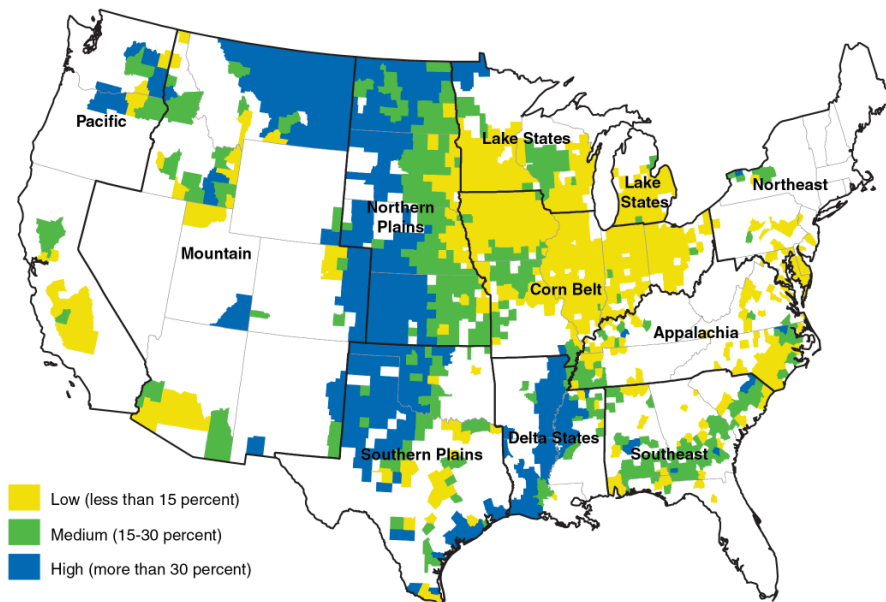 Pacific
Lake States
Lake
States
Northeast
Northern
Plains
Mountain
Corn Belt
Appalachia
Delta States
Southern Plains
Southeast
Low (less than 15 percent)
Medium (15-30 percent)
High (more than 30 percent)